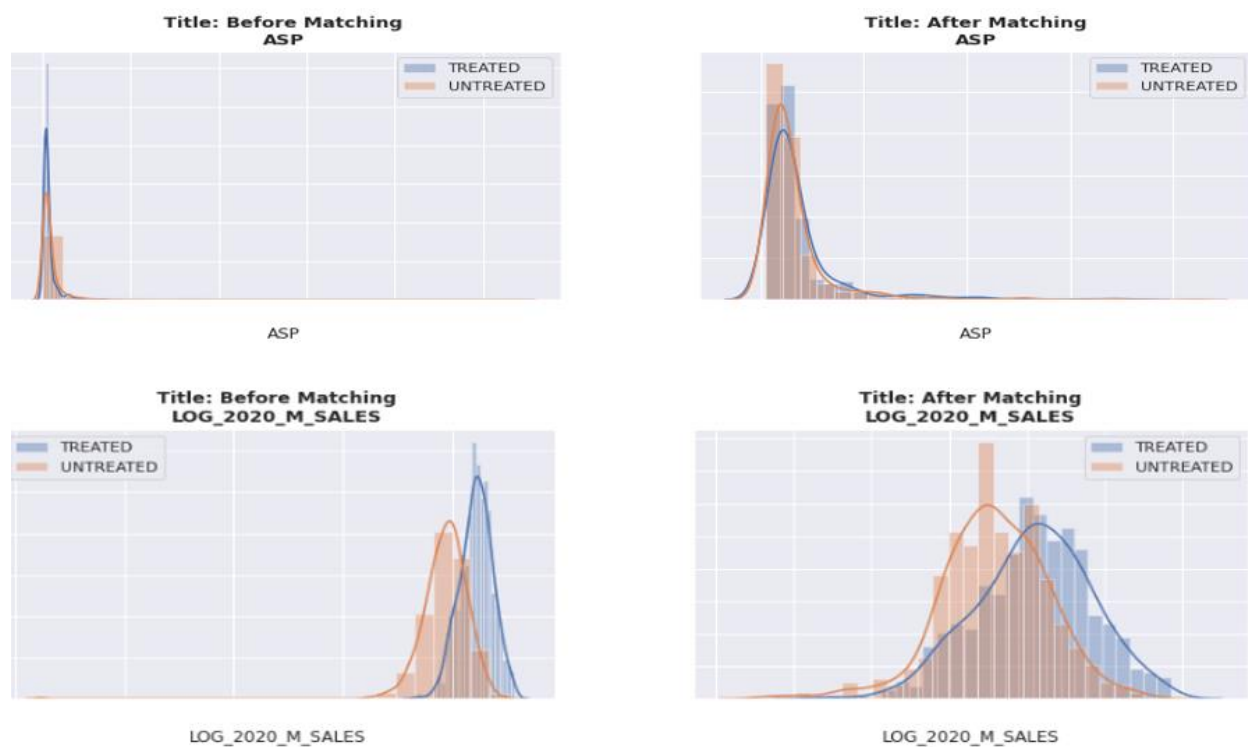 Title: Before Matching
ASP
TREATED
UNTREATED
ASP
Title: After Matching
ASP
TREATED
UNTREATED
ASP
Title: Before Matching
LOG_2020_M_SALES
TREATED
UNTREATED
LOG_2020_M_SALES
Title: After Matching
LOG_2020_M_SALES
TREATED
UNTREATED
LOG_2020_M_SALES